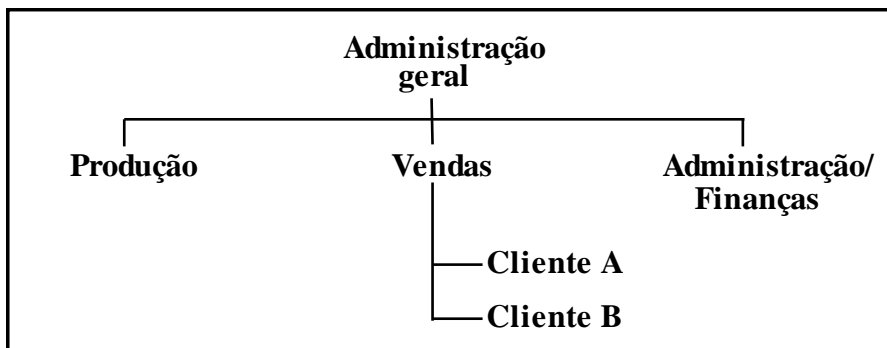 Administração
geral
Produção
Vendas
Administração/
Finanças
Cliente A
Cliente B